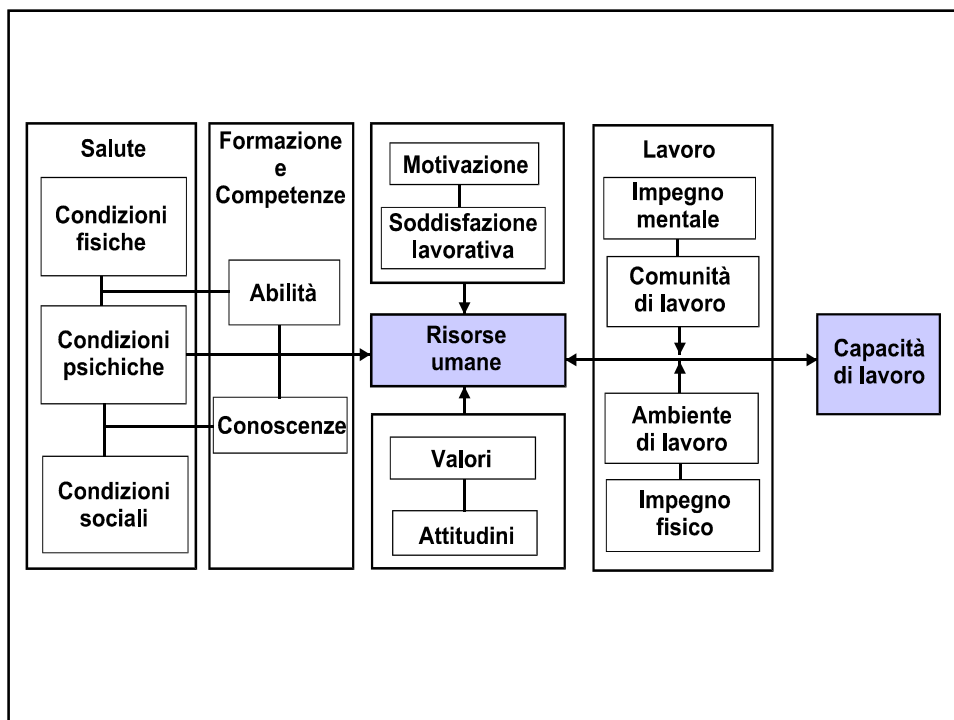 Salute
Condizioni
fisiche
Condizioni
psichiche
Condizioni
sociali
Formazione
e
Competenze
Abilità
Conoscenze
Motivazione
Soddisfazione
lavorativa
Risorse
umane
Valori
Attitudini
Lavoro
Impegno
mentale
Comunità
di lavoro
Ambiente
di lavoro
Impegno
fisico
Capacità
di lavoro